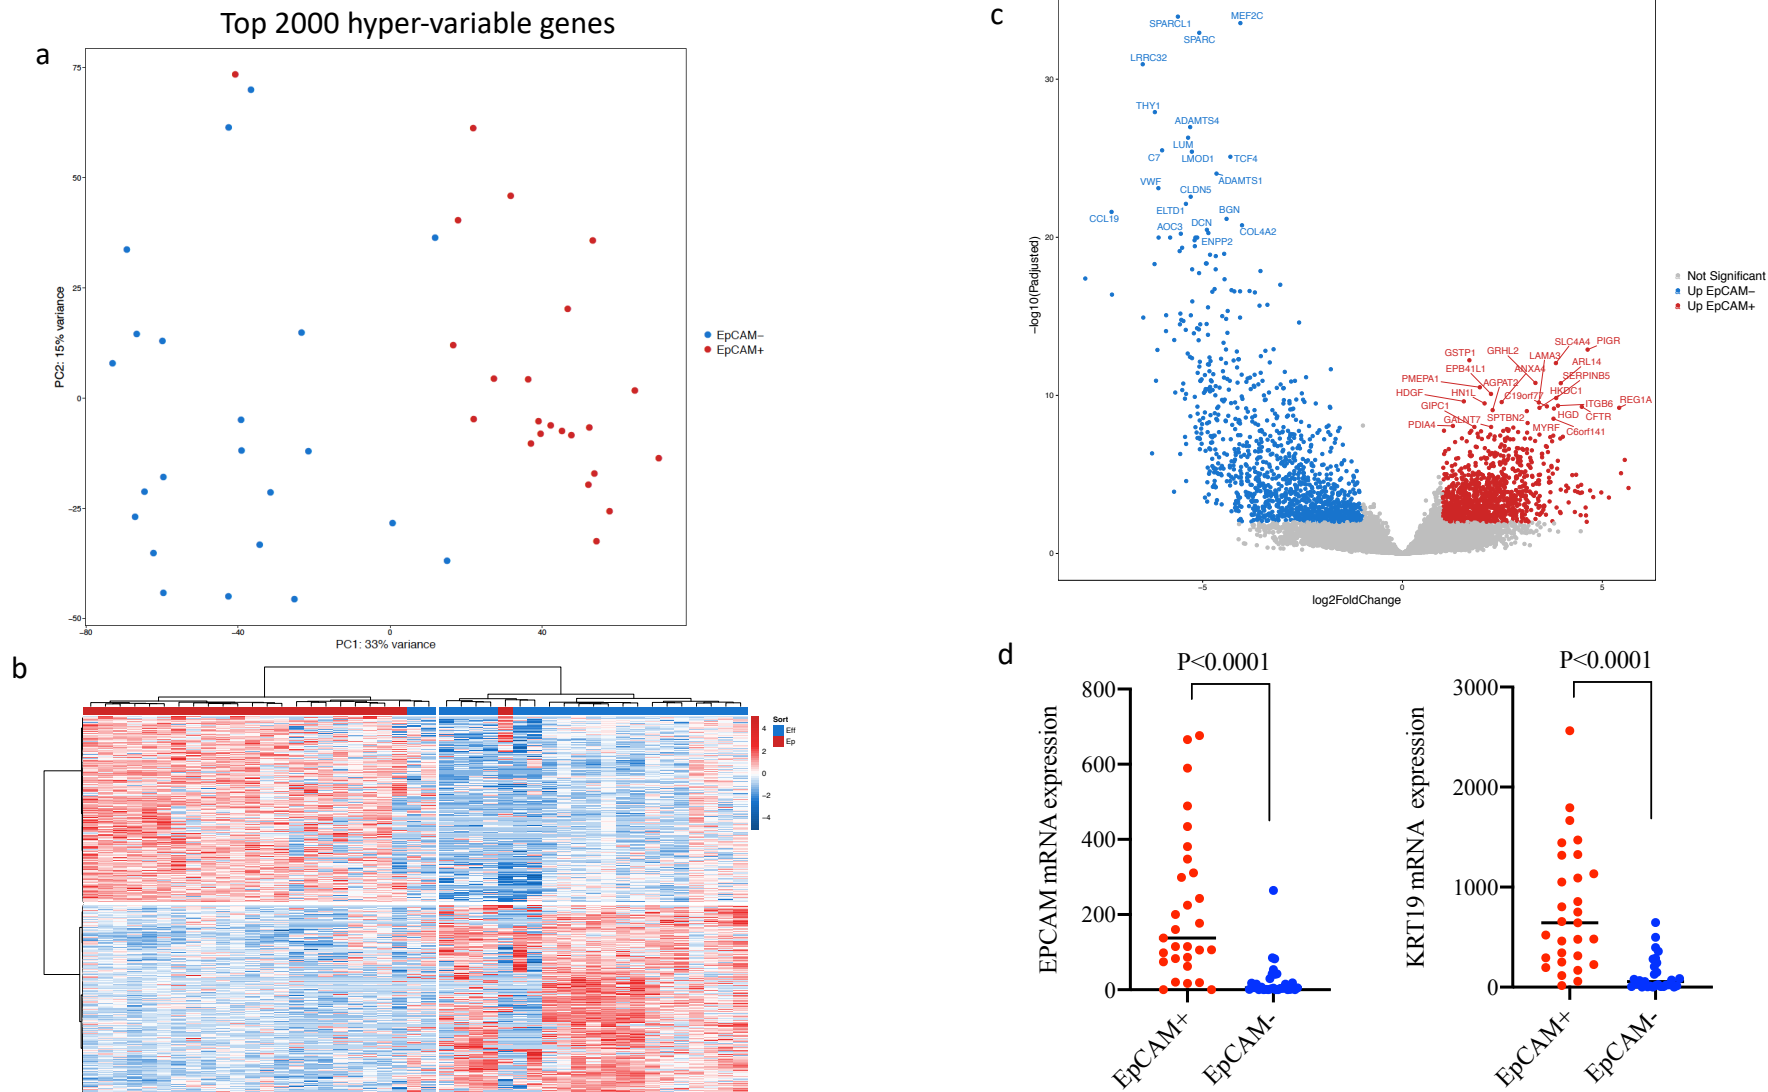 Top 2000 hyper-variable genes
a
75
50
25
0
−25
−50
−80
−40
0
40
PC2: 15% variance
PC1: 33% variance
EpCAM−
EpCAM+
b
Sort
Eff
Ep
4
2
0
−2
−4
c
SPARCL1
MEF2C
SPARC
LRRC32
THY1
ADAMTS4
LUM
C7
LMOD1
TCF4
VWF
ADAMTS1
CLDN5
CCL19
ELTD1
BGN
AOC3
DCN
COL4A2
ENPP2
SLC4A4
PIGR
GSTP1
GRHL2
LAMA3
ARL14
EPB41L1
ANXA4
SERPINB5
PMEPA1
AGPAT2
HDGF
HN1L
C19orf77
HKDC1
ITGB6
REG1A
GIPC1
GALNT7
SPTBN2
HGD
CFTR
PDIA4
MYRF
C6orf141
30
20
10
0
−5
0
5
−log10(Padjusted)
log2FoldChange
Not Significant
Up EpCAM−
Up EpCAM+
d
P<0.0001
800
600
400
200
0
EPCAM mRNA expression
EpCAM+
EpCAM-
P<0.0001
3000
2000
1000
0
KRT19 mRNA expression
EpCAM+
EpCAM-